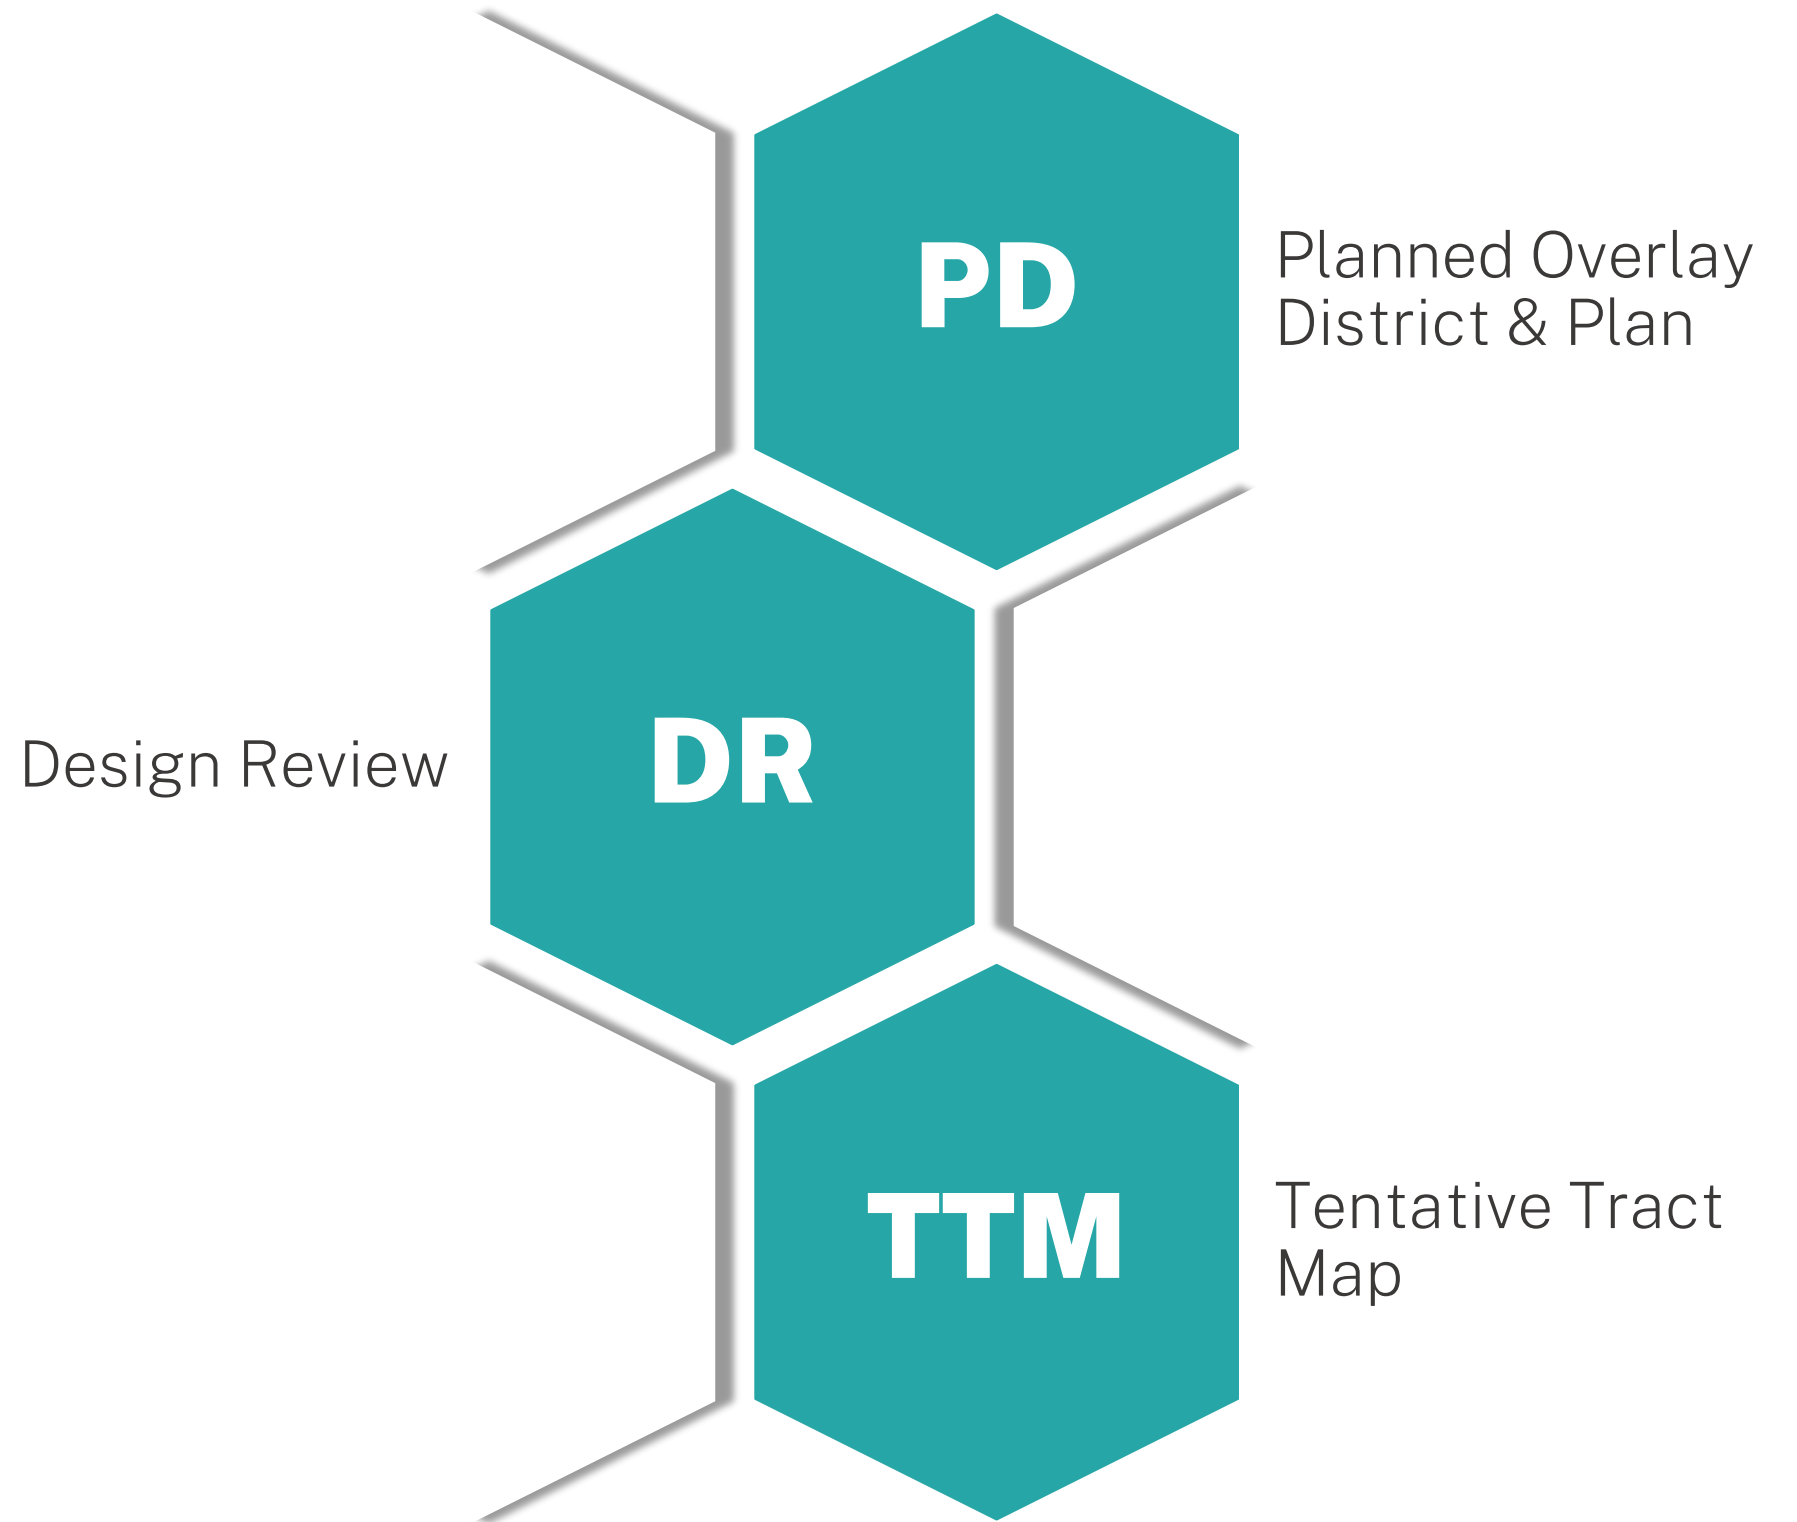 PD
Planned Overlay
District & Plan
Design Review
DR
TTM
Tentative Tract
Map